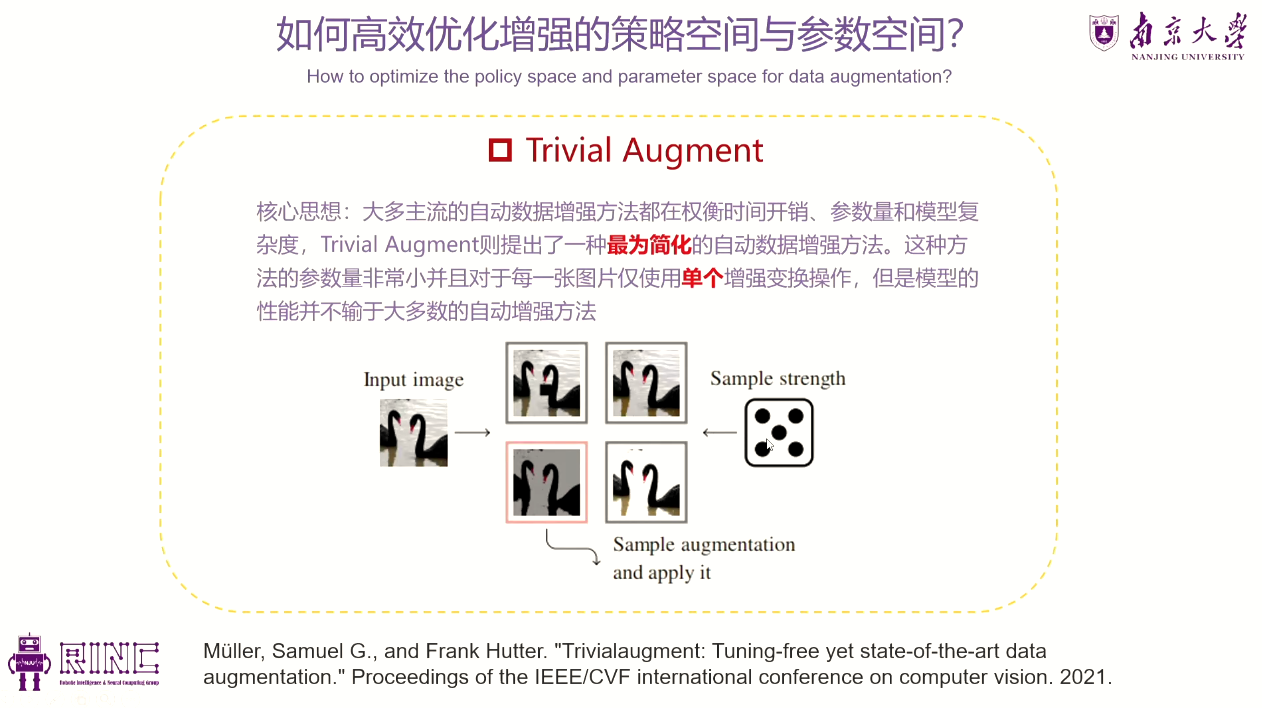 如何高效优化增强的策略空间与参数空间?
How to optimize the policy space and parameter space for data augmentation?
南京大学
NANJING UNIVERSITY
Trivial Augment
核心思想：大多主流的自动数据增强方法都在权衡时间开销、参数量和模型复
杂度，Trivial Augment则提出了一种最为简化的自动数据增强方法。这种方
法的参数量非常小并且对于每一张图片仅使用单个增强变换操作，但是模型的
性能并不输于大多数的自动增强方法
Input image
Sample strength
Sample augmentation
and apply it
NJU
RINC
Robotic Intelligence & Neural Computing Group
Müller, Samuel G., and Frank Hutter. "Trivialaugment: Tuning-free yet state-of-the-art data
augmentation." Proceedings of the IEEE/CVF international conference on computer vision. 2021.